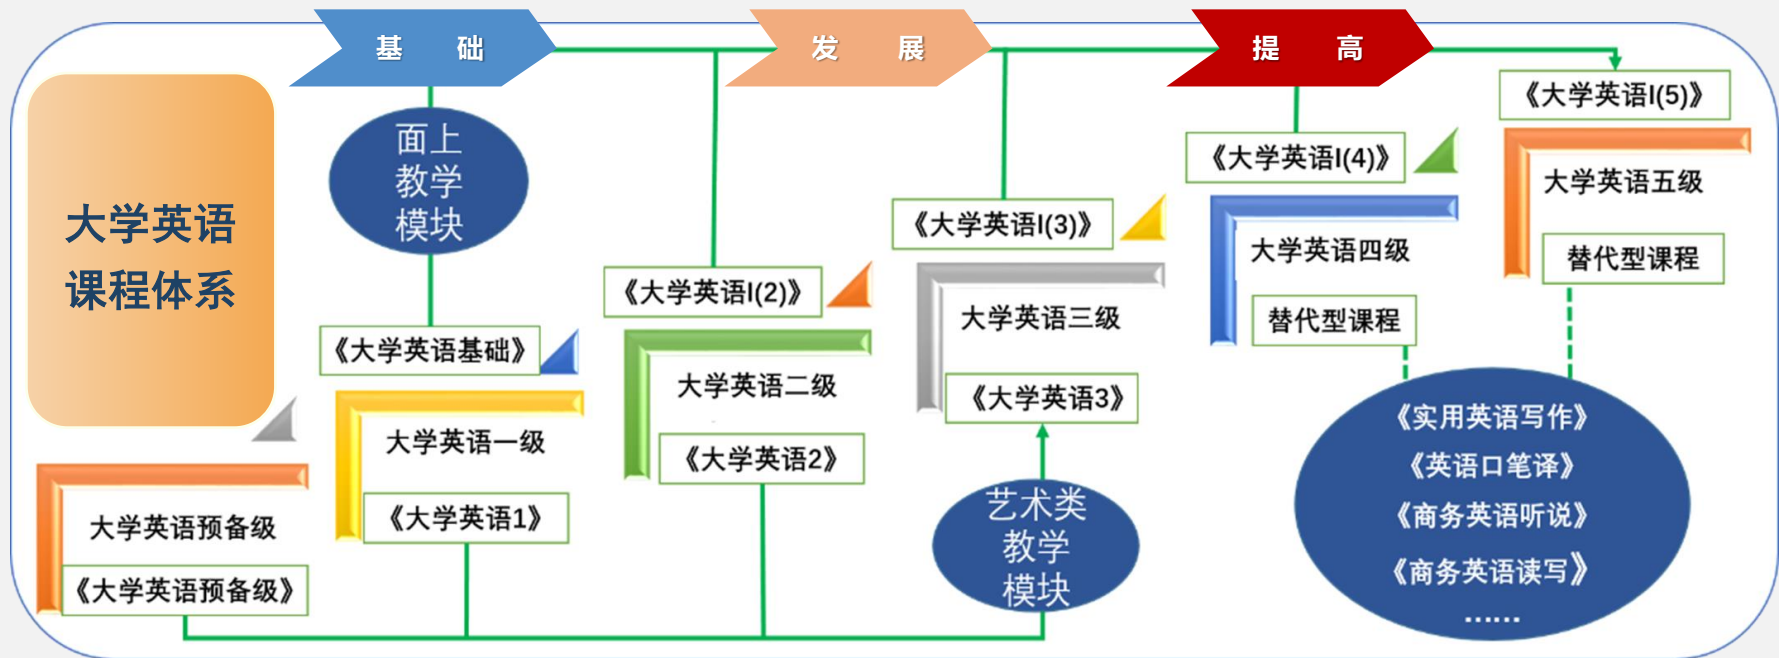 基 础
发 展
提 高
大学英语
课程体系
面上
教学
模块
《大学英语基础》
大学英语一级
《大学英语1》
大学英语预备级
《大学英语预备级》
《大学英语I(2)》
大学英语二级
《大学英语2》
《大学英语I(3)》
大学英语三级
《大学英语3》
艺术类
教学
模块
《大学英语I(4)》
大学英语四级
替代型课程
《大学英语I(5)》
大学英语五级
替代型课程
《实用英语写作》
《英语口笔译》
《商务英语听说》
《商务英语读写》
……